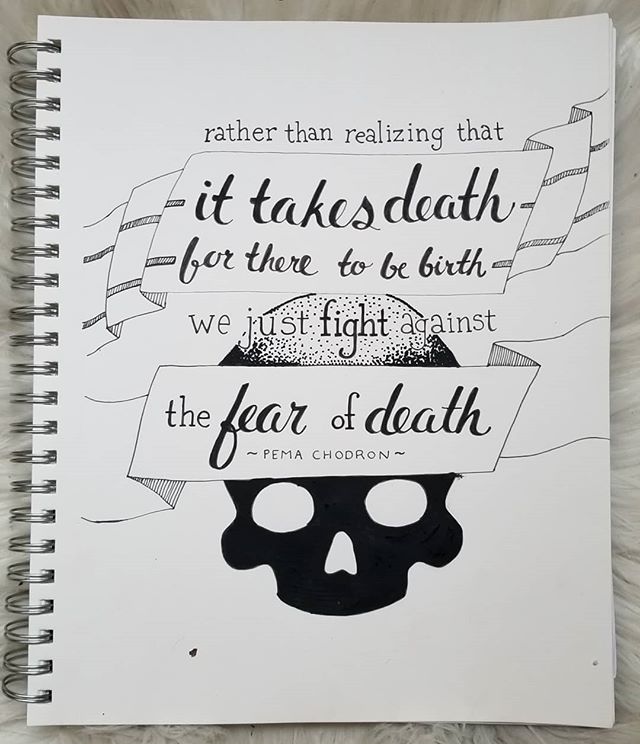 rather than realizing that
it takes death
for there to be birth
we just fight against
the fear of death
~PEMA CHODRON~